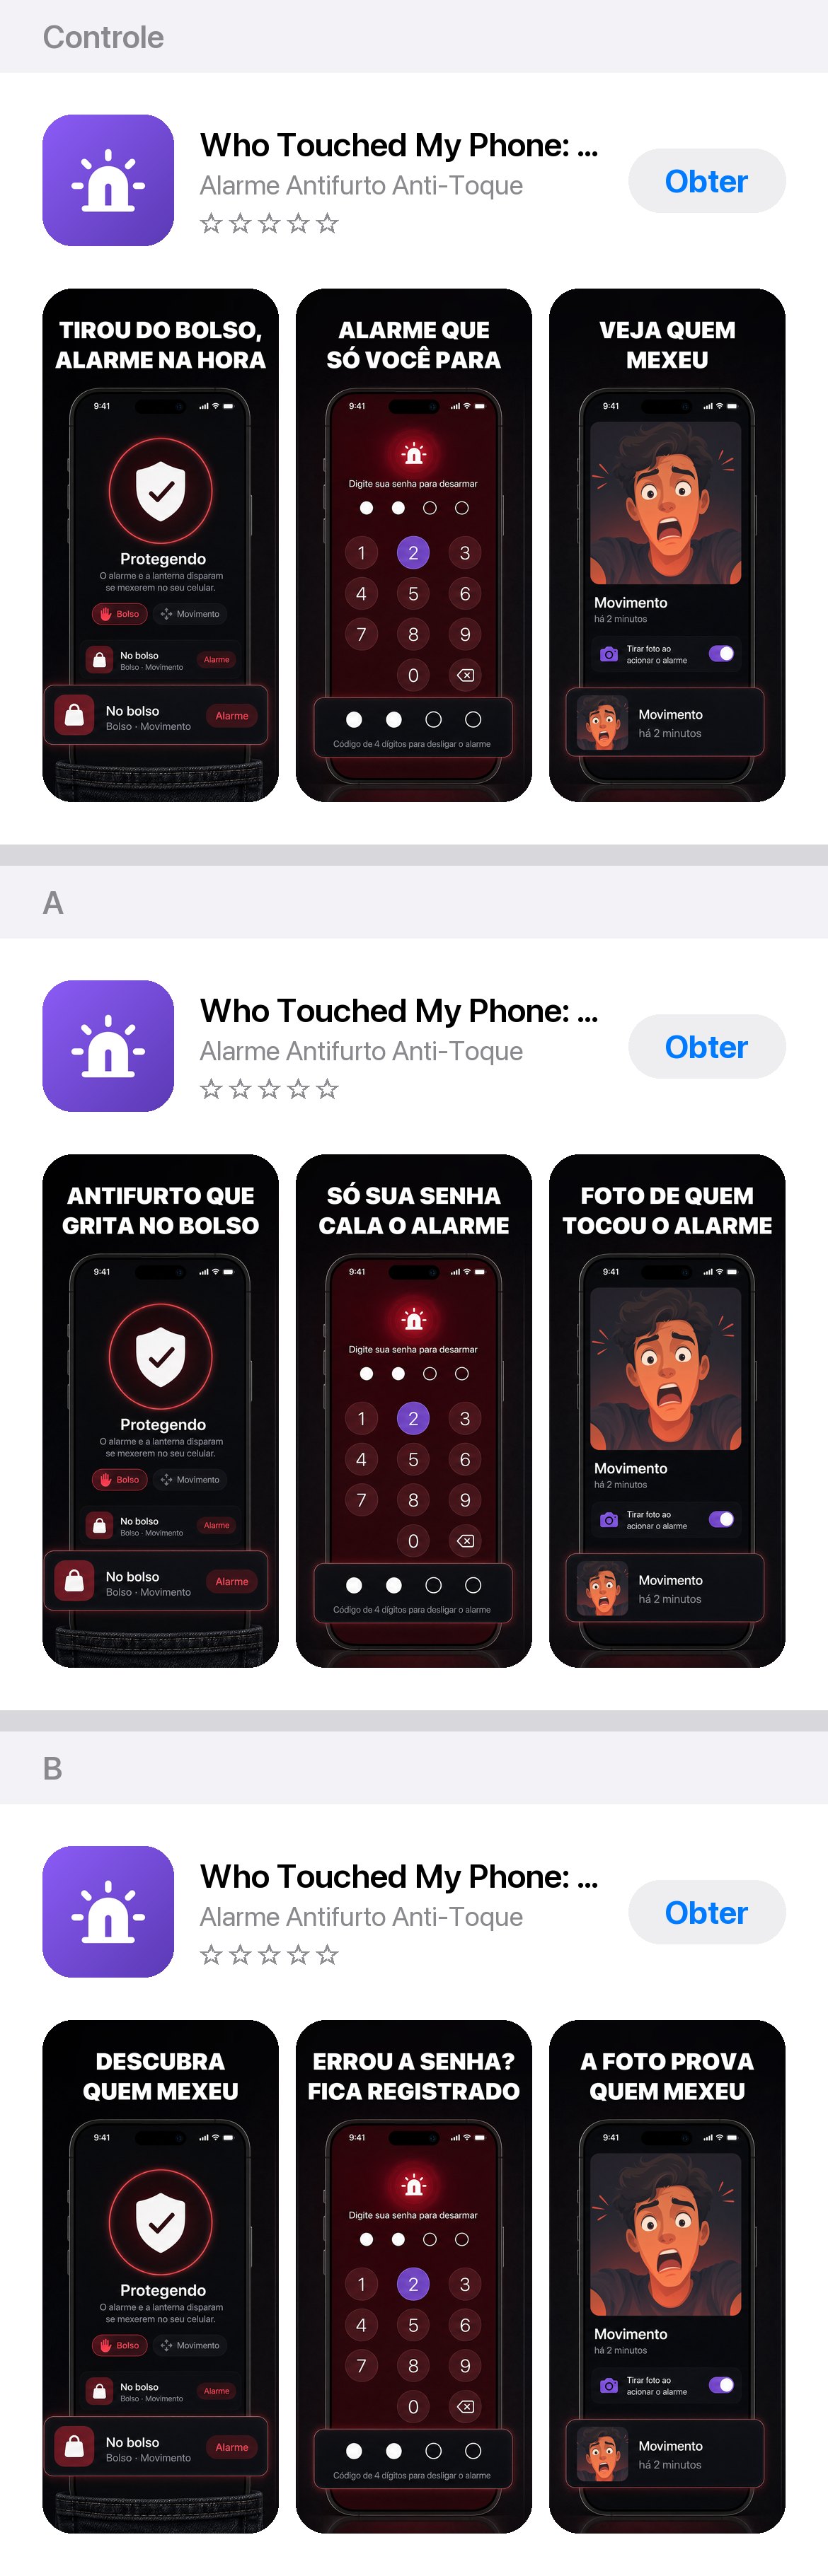 Controle
Who Touched My Phone: ...
Alarme Antifurto Anti-Toque
Obter
TIROU DO BOLSO,
ALARME NA HORA
9:41
Protegendo
O alarme e a lanterna disparam
se mexerem no seu celular.
Bolso
Movimento
No bolso
Bolso · Movimento
Alarme
No bolso
Bolso · Movimento
Alarme
ALARME QUE
SÓ VOCÊ PARA
9:41
Digite sua senha para desarmar
1 2 3
4 5 6
7 8 9
0
Código de 4 dígitos para desligar o alarme
VEJA QUEM
MEXEU
9:41
Movimento
há 2 minutos
Tirar foto ao
acionar o alarme
Movimento
há 2 minutos
A
Who Touched My Phone: ...
Alarme Antifurto Anti-Toque
Obter
ANTIFURTO QUE
GRITA NO BOLSO
9:41
Protegendo
O alarme e a lanterna disparam
se mexerem no seu celular.
Bolso
Movimento
No bolso
Bolso · Movimento
Alarme
No bolso
Bolso · Movimento
Alarme
SÓ SUA SENHA
CALA O ALARME
9:41
Digite sua senha para desarmar
1 2 3
4 5 6
7 8 9
0
Código de 4 dígitos para desligar o alarme
FOTO DE QUEM
TOCOU O ALARME
9:41
Movimento
há 2 minutos
Tirar foto ao
acionar o alarme
Movimento
há 2 minutos
B
Who Touched My Phone: ...
Alarme Antifurto Anti-Toque
Obter
DESCUBRA
QUEM MEXEU
9:41
Protegendo
O alarme e a lanterna disparam
se mexerem no seu celular.
Bolso
Movimento
No bolso
Bolso · Movimento
Alarme
No bolso
Bolso · Movimento
Alarme
ERROU A SENHA?
FICA REGISTRADO
9:41
Digite sua senha para desarmar
1 2 3
4 5 6
7 8 9
0
Código de 4 dígitos para desligar o alarme
A FOTO PROVA
QUEM MEXEU
9:41
Movimento
há 2 minutos
Tirar foto ao
acionar o alarme
Movimento
há 2 minutos